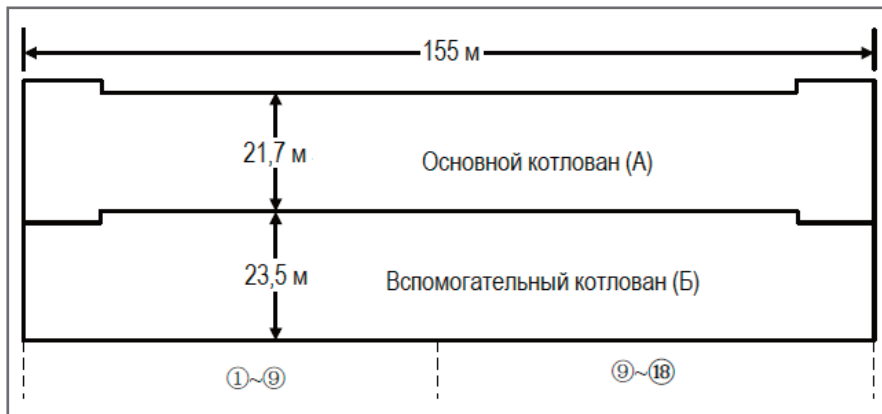 155 м
21,7 м
Основной котлован (А)
23,5 м
Вспомогательный котлован (Б)
①~⑨
⑨~⑱